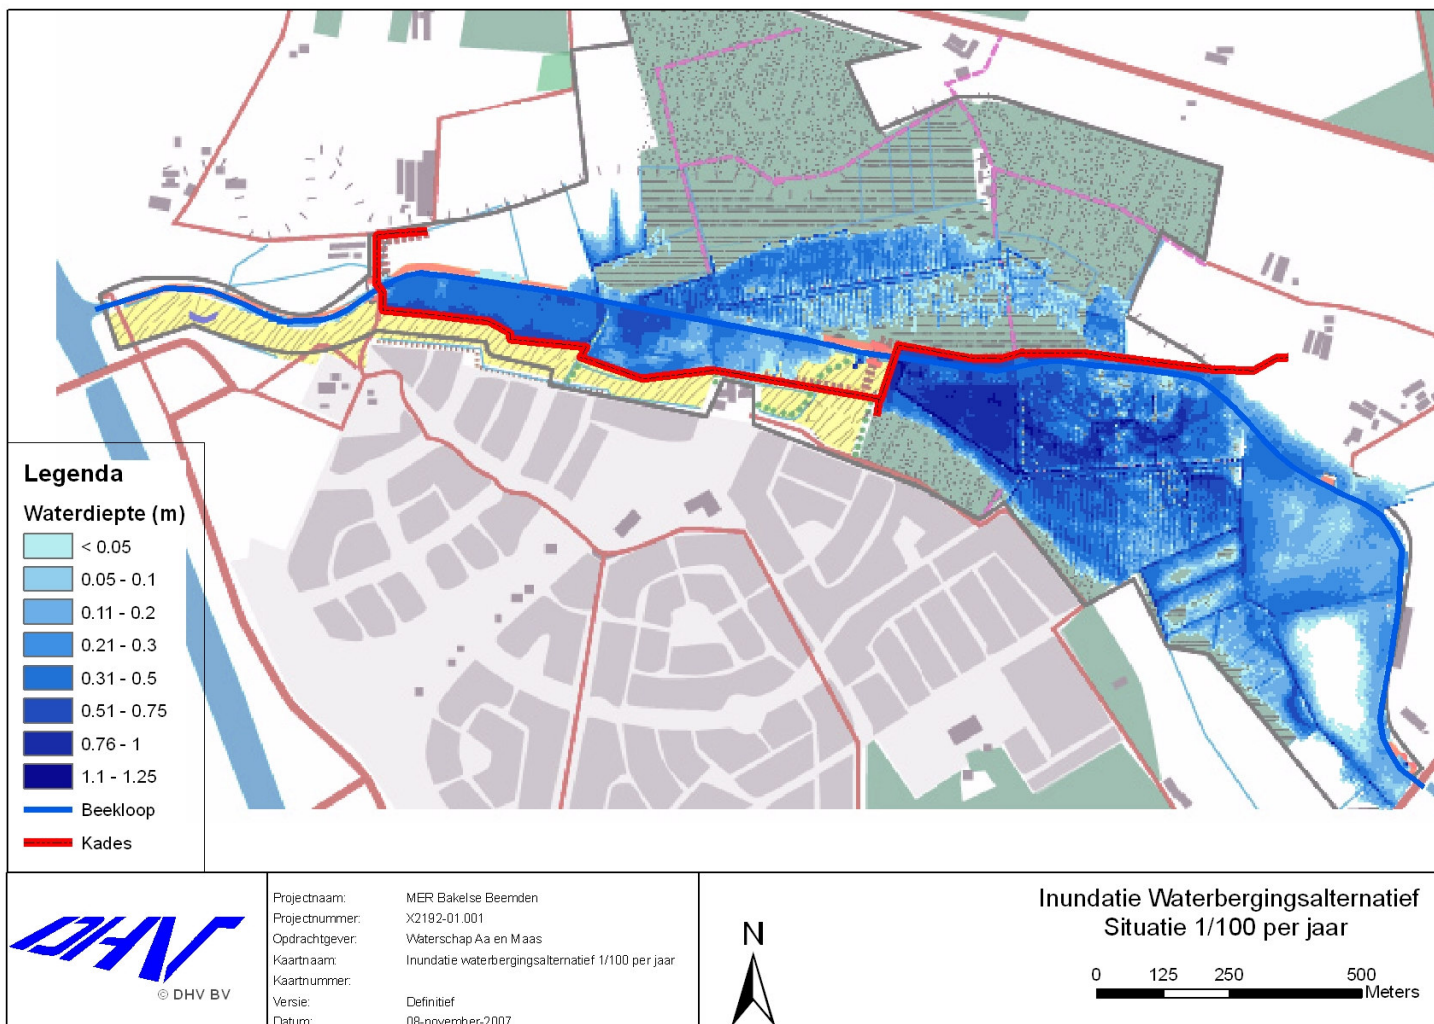 Legenda
Waterdiepte (m)
< 0.05
0.05 - 0.1
0.11 - 0.2
0.21 - 0.3
0.31 - 0.5
0.51 - 0.75
0.76 - 1
1.1 - 1.25
Beekloop
Kades
DHV
© DHV BV
Projectnaam: MER Bakelse Beemden
Projectnummer: X2192-01.001
Opdrachtgever: Waterschap Aa en Maas
Kaartnaam: Inundatie waterbergingsalternatief 1/100 per jaar
Kaartnummer:
Versie: Definitief
Datum: 08-november-2007
N
Inundatie Waterbergingsalternatief
Situatie 1/100 per jaar
0 125 250 500
Meters